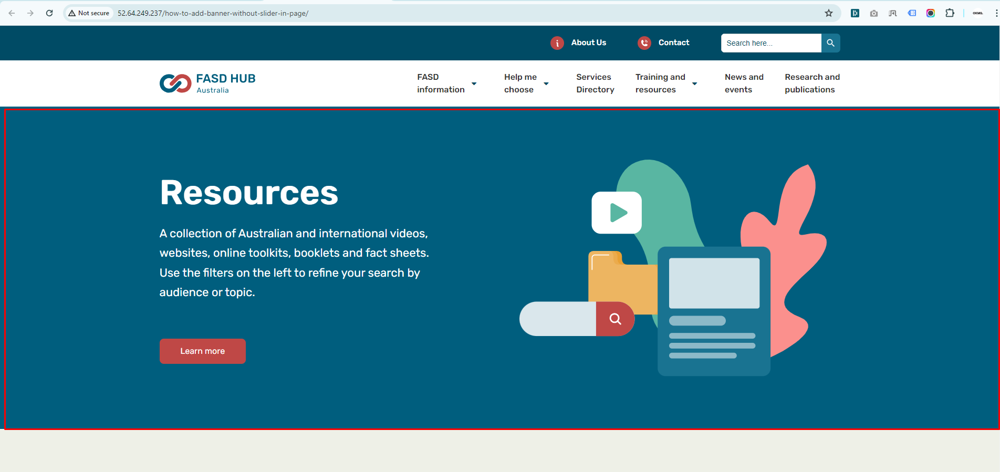 Not secure
52.64.249.237/how-to-add-banner-without-slider-in-page/
OKMG.
About Us
Contact
Search here...
FASD HUB
Australia
FASD
information
Help me
choose
Services
Directory
Training and
resources
News and
events
Research and
publications
Resources
A collection of Australian and international videos,
websites, online toolkits, booklets and fact sheets.
Use the filters on the left to refine your search by
audience or topic.
Learn more